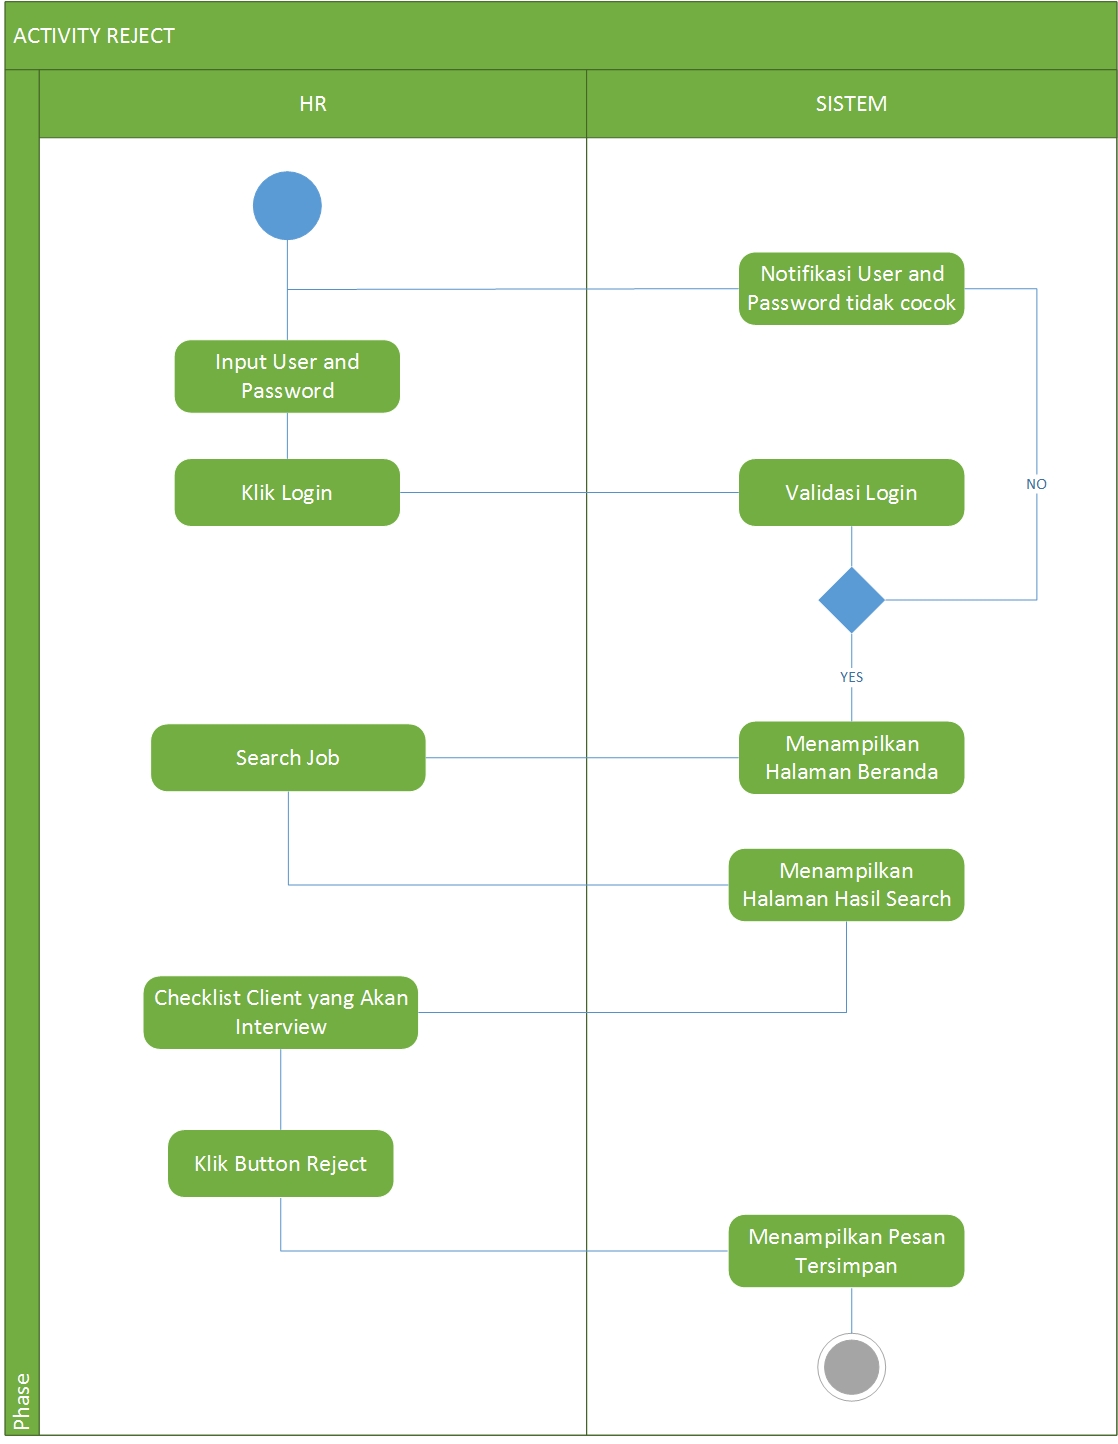 ACTIVITY REJECT
HR
SISTEM
Notifikasi User and
Password tidak cocok
Input User and
Password
Klik Login
Validasi Login
NO
YES
Search Job
Menampilkan
Halaman Beranda
Menampilkan
Halaman Hasil Search
Checklist Client yang Akan
Interview
Klik Button Reject
Menampilkan Pesan
Tersimpan
Phase